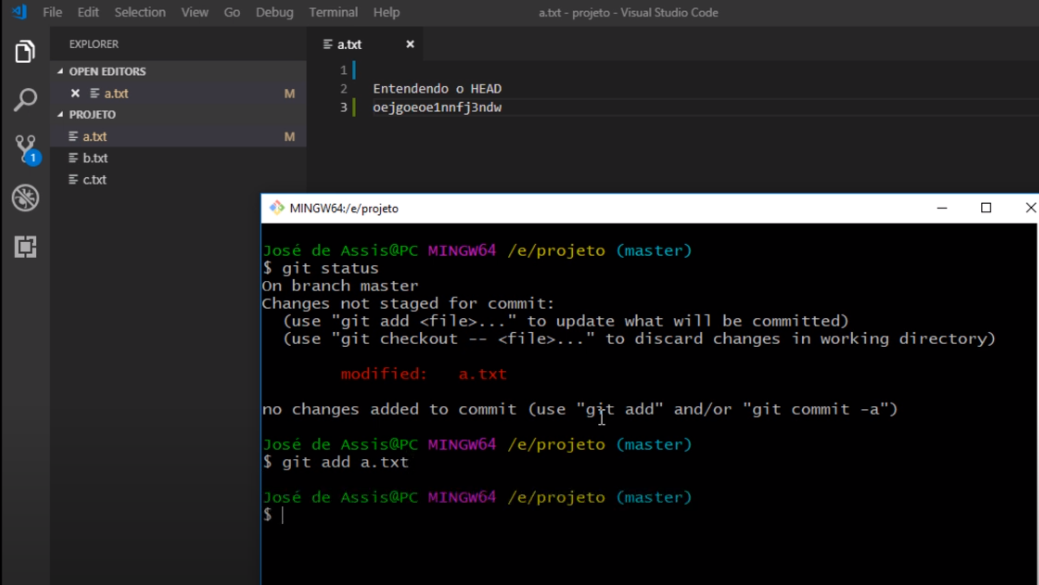 File Edit Selection View Go Debug Terminal Help
a.txt - projeto - Visual Studio Code
EXPLORER
OPEN EDITORS
a.txt M
PROJETO
a.txt M
b.txt
c.txt
1
a.txt
1
2 Entendendo o HEAD
3 oejgoeoe1nnfj3ndw
MINGW64:/e/projeto
José de Assis@PC MINGW64 /e/projeto (master)
$ git status
On branch master
Changes not staged for commit:
(use "git add <file>..." to update what will be committed)
(use "git checkout -- <file>..." to discard changes in working directory)
modified: a.txt
no changes added to commit (use "git add" and/or "git commit -a")
José de Assis@PC MINGW64 /e/projeto (master)
$ git add a.txt
José de Assis@PC MINGW64 /e/projeto (master)
$